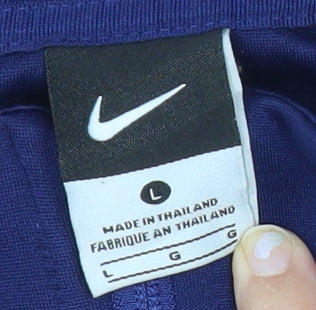 L
MADE IN THAILAND
FABRIQUE AN THAILAND
L G G